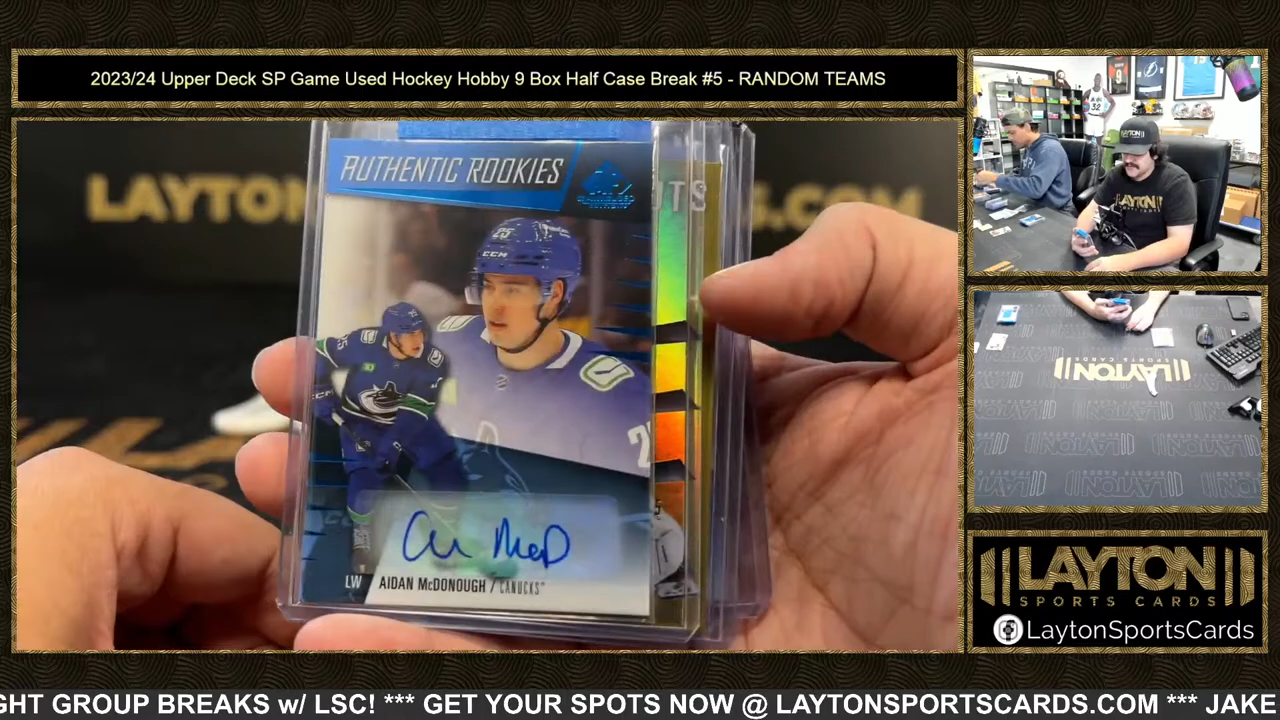 2023/24 Upper Deck SP Game Used Hockey Hobby 9 Box Half Case Break #5 - RANDOM TEAMS
AUTHENTIC ROOKIES
25
CCM
LW AIDAN McDONOUGH / CANUCKS
LAYTON
SPORTS CARDS
LaytonSportsCards
GHT GROUP BREAKS w/ LSC! *** GET YOUR SPOTS NOW @ LAYTONSPORTSCARDS.COM *** JAKE